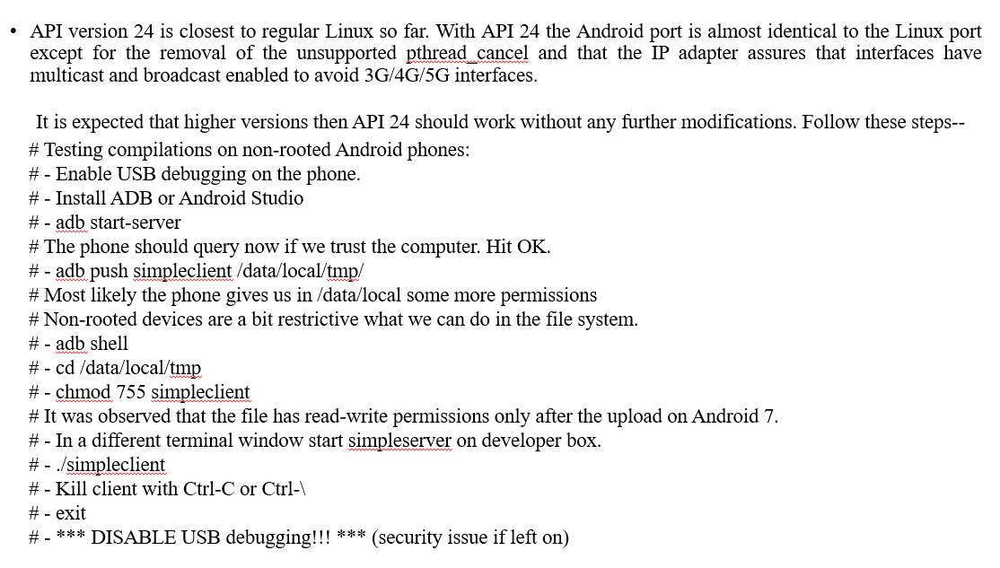 • API version 24 is closest to regular Linux so far. With API 24 the Android port is almost identical to the Linux port
except for the removal of the unsupported pthread_cancel and that the IP adapter assures that interfaces have
multicast and broadcast enabled to avoid 3G/4G/5G interfaces.
It is expected that higher versions then API 24 should work without any further modifications. Follow these steps--
# Testing compilations on non-rooted Android phones:
# - Enable USB debugging on the phone.
# - Install ADB or Android Studio
# - adb start-server
# The phone should query now if we trust the computer. Hit OK.
# - adb push simpleclient /data/local/tmp/
# Most likely the phone gives us in /data/local some more permissions
# Non-rooted devices are a bit restrictive what we can do in the file system.
# - adb shell
# - cd /data/local/tmp
# - chmod 755 simpleclient
# It was observed that the file has read-write permissions only after the upload on Android 7.
# - In a different terminal window start simpleserver on developer box.
# - ./simpleclient
# - Kill client with Ctrl-C or Ctrl-\
# - exit
# - *** DISABLE USB debugging!!! *** (security issue if left on)